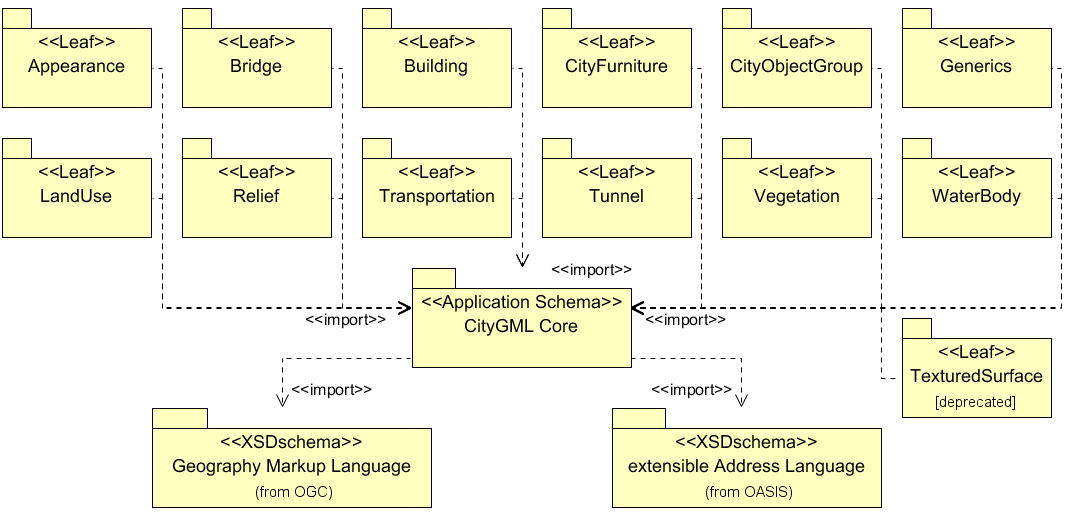 <<Leaf>>
Appearance
<<Leaf>>
Bridge
<<Leaf>>
Building
<<Leaf>>
CityFurniture
<<Leaf>>
CityObjectGroup
<<Leaf>>
Generics
<<Leaf>>
LandUse
<<Leaf>>
Relief
<<Leaf>>
Transportation
<<Leaf>>
Tunnel
<<Leaf>>
Vegetation
<<Leaf>>
WaterBody
<<import>>
<<Application Schema>>
CityGML Core
<<import>>
<<import>>
<<Leaf>>
TexturedSurface
[deprecated]
<<import>>
<<import>>
<<XSDschema>>
Geography Markup Language
(from OGC)
<<XSDschema>>
extensible Address Language
(from OASIS)